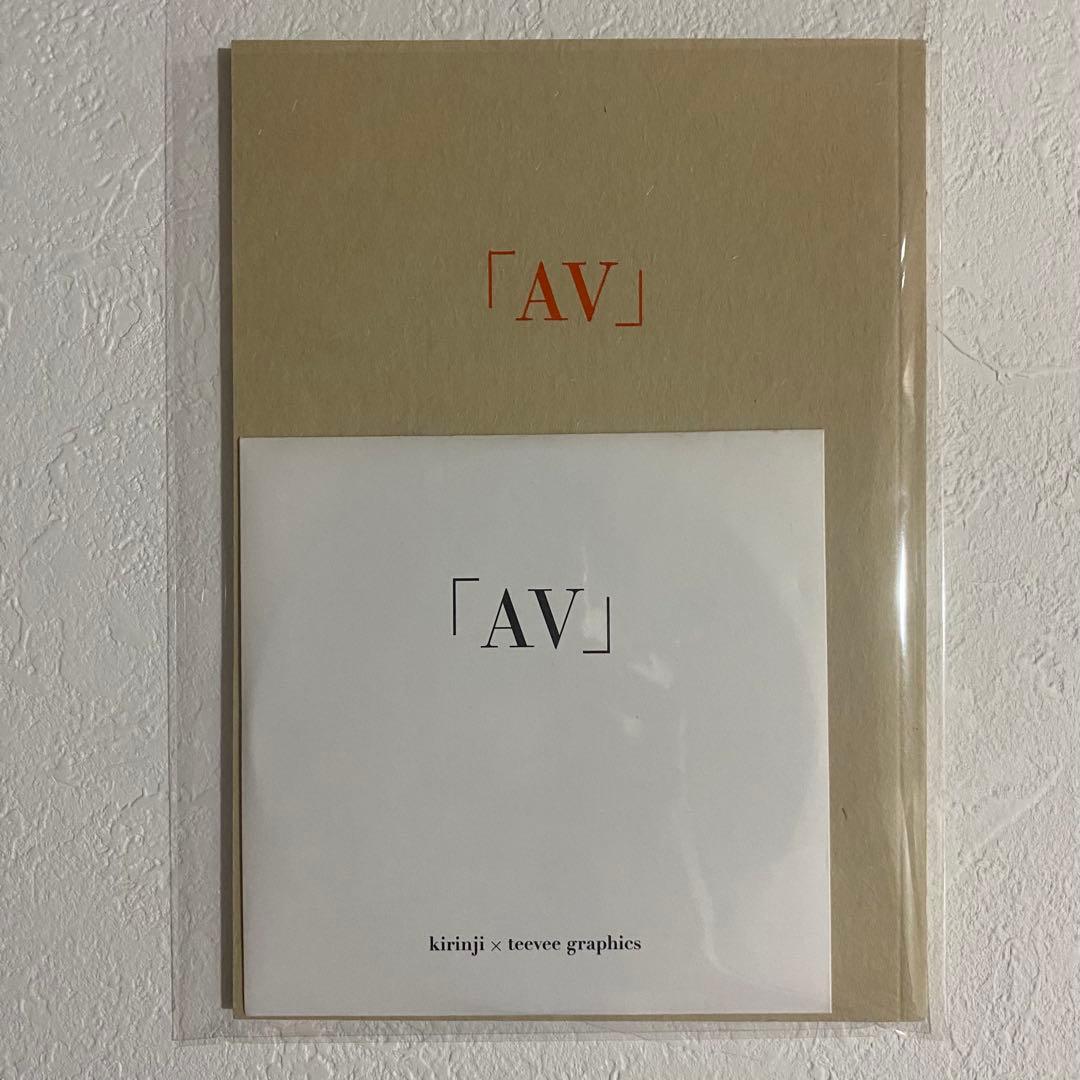 「AV」
「AV」
kirinji × teevee graphics